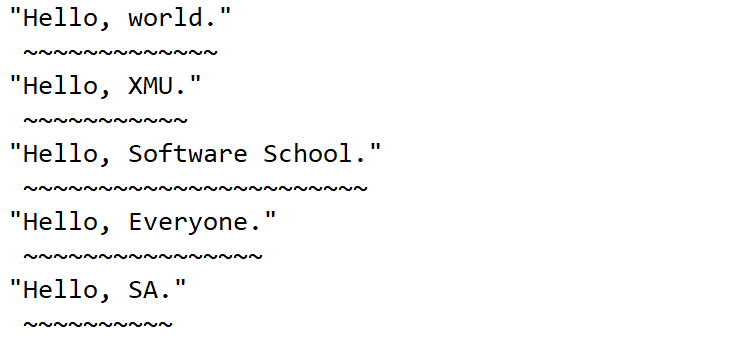 "Hello, world."
 ~~~~~~~~~~~~~
"Hello, XMU."
 ~~~~~~~~~~~
"Hello, Software School."
 ~~~~~~~~~~~~~~~~~~~~~~~
"Hello, Everyone."
 ~~~~~~~~~~~~~~~~
"Hello, SA."
 ~~~~~~~~~~